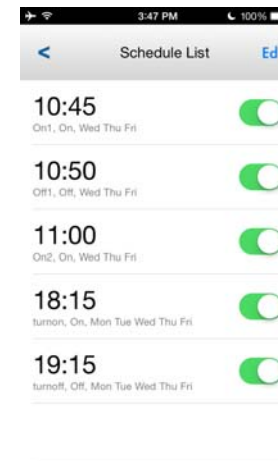 3:47 PM 100%
< Schedule List Ed
10:45
On1, On, Wed Thu Fri
10:50
Off1, Off, Wed Thu Fri
11:00
On2, On, Wed Thu Fri
18:15
turnon, On, Mon Tue Wed Thu Fri
19:15
turnoff, Off, Mon Tue Wed Thu Fri